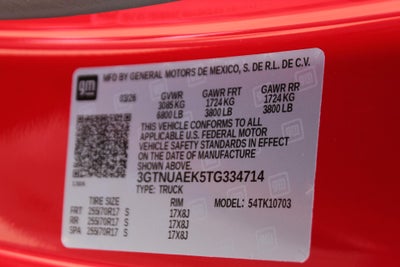 gm
MFD BY GENERAL MOTORS DE MEXICO, S. DE R.L. DE C.V.
03/26 GVWR GAWR FRT GAWR RR
3085 KG 1724 KG 1724 KG
6800 LB 3800 LB 3800 LB
THIS VEHICLE CONFORMS TO ALL
APPLICABLE U.S. FEDERAL MOTOR
VEHICLE SAFETY STANDARDS IN EFFECT
ON THE DATE OF MANUFACTURE SHOWN ABOVE.
3GTNUAEK5TG334714
TYPE: TRUCK
TIRE SIZE RIM MODEL: 54TK10703
FRT 255/70R17 S 17X8J
RR 255/70R17 S 17X8J
SPA 255/70R17 S 17X8J